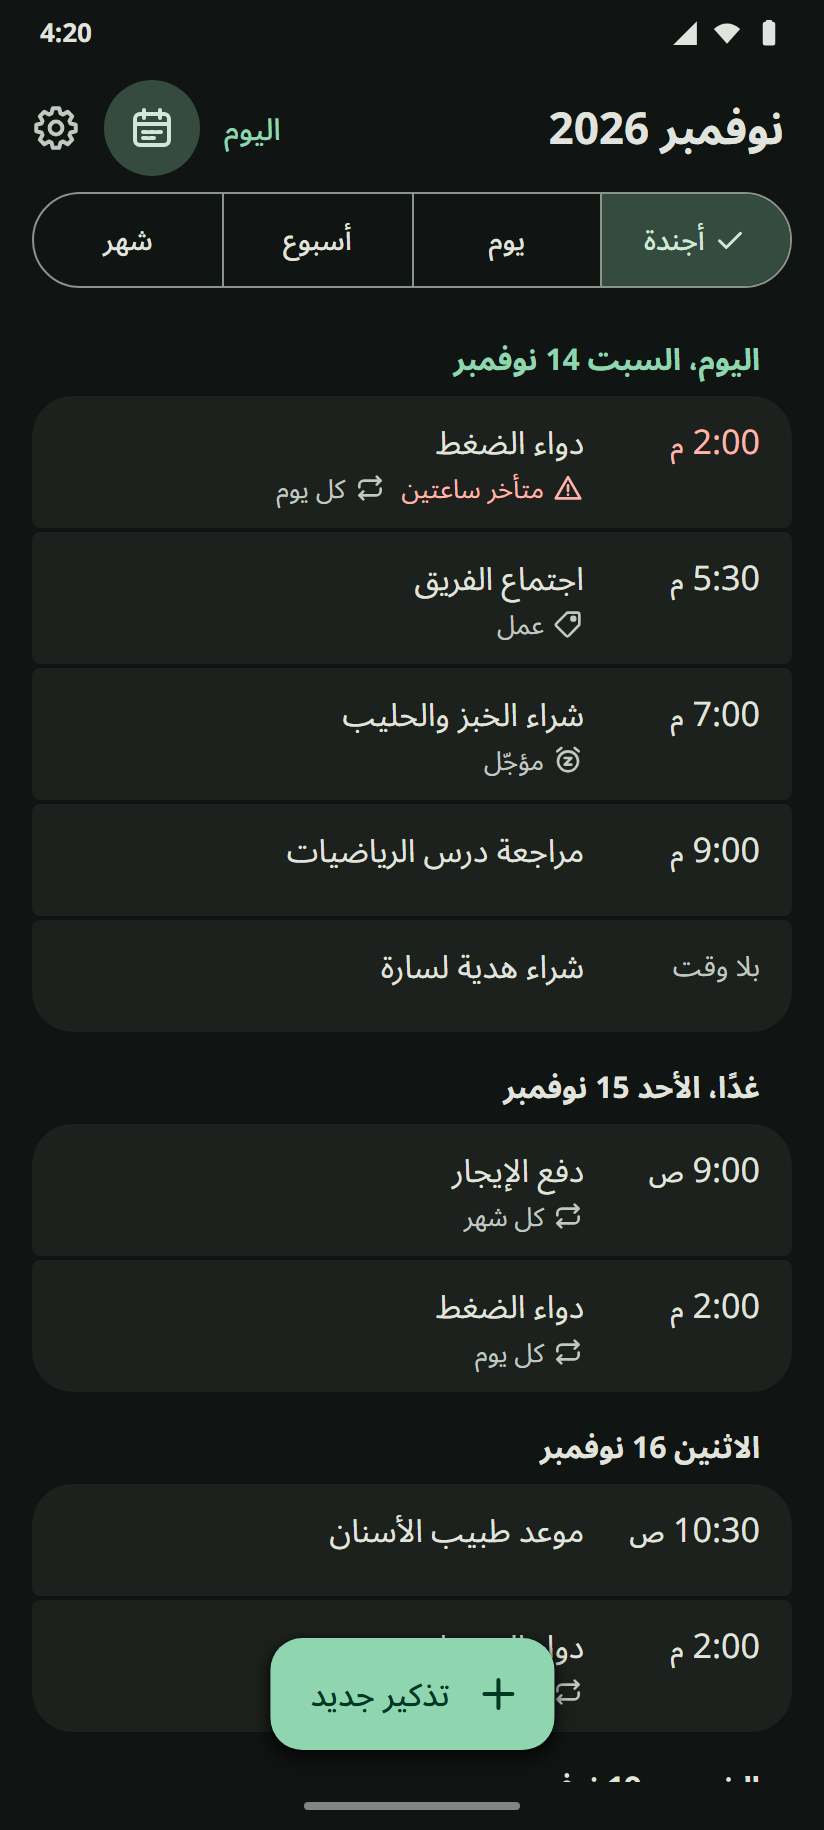 4:20
نوفمبر 2026
اليوم
أجندة
يوم
أسبوع
شهر
اليوم، السبت 14 نوفمبر
2:00 م
دواء الضغط
متأخر ساعتين
كل يوم
5:30 م
اجتماع الفريق
عمل
7:00 م
شراء الخبز والحليب
مؤجّل
9:00 م
مراجعة درس الرياضيات
بلا وقت
شراء هدية لسارة
غدًا، الأحد 15 نوفمبر
9:00 ص
دفع الإيجار
كل شهر
2:00 م
دواء الضغط
كل يوم
الاثنين 16 نوفمبر
10:30 ص
موعد طبيب الأسنان
2:00 م
تذكير جديد